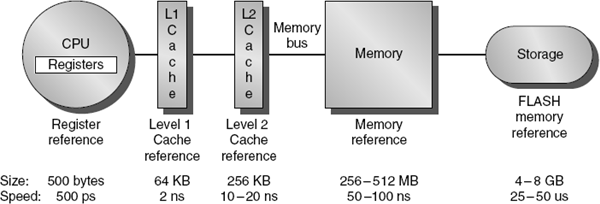 CPU
Registers
L1
C
a
c
h
e
L2
C
a
c
h
e
Memory
bus
Memory
Storage
Register
reference
Level 1
Cache
reference
Level 2
Cache
reference
Memory
reference
FLASH
memory
reference
Size: 500 bytes 64 KB 256 KB 256–512 MB 4–8 GB
Speed: 500 ps 2 ns 10–20 ns 50–100 ns 25–50 us